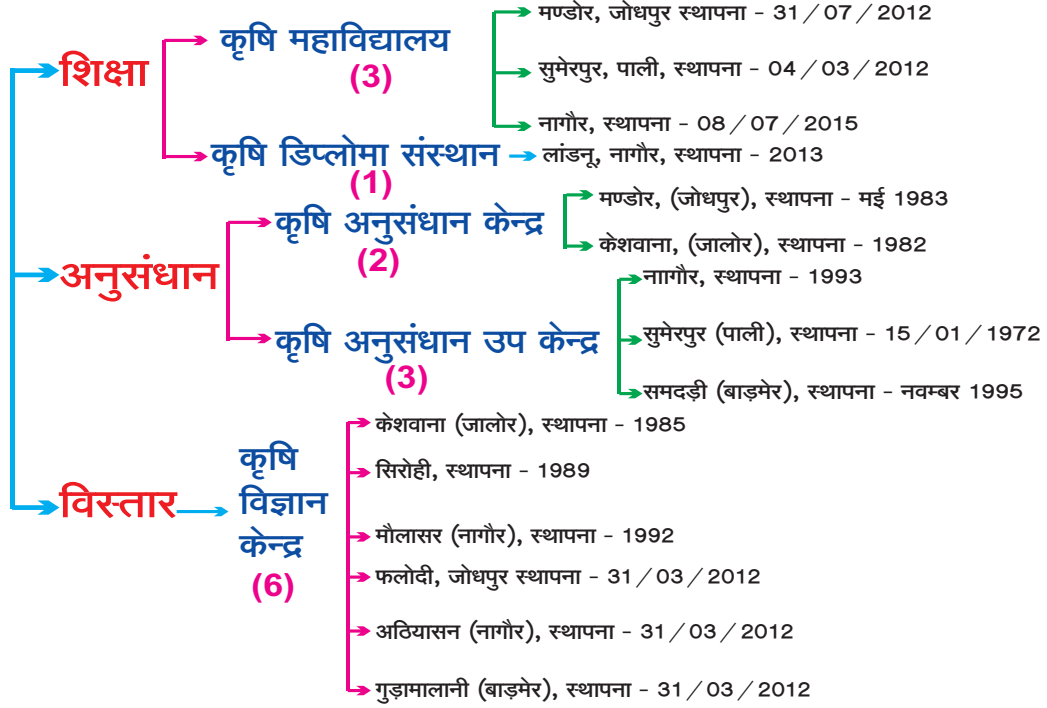 शिक्षा
कृषि महाविद्यालय
(3)
मण्डोर, जोधपुर स्थापना - 31/07/2012
सुमेरपुर, पाली, स्थापना - 04/03/2012
नागौर, स्थापना - 08/07/2015
कृषि डिप्लोमा संस्थान
(1)
लांडनू, नागौर, स्थापना - 2013
अनुसंधान
कृषि अनुसंधान केन्द्र
(2)
मण्डोर, (जोधपुर), स्थापना - मई 1983
केशवाना, (जालोर), स्थापना - 1982
कृषि अनुसंधान उप केन्द्र
(3)
नाागौर, स्थापना - 1993
सुमेरपुर (पाली), स्थापना - 15/01/1972
समदड़ी (बाड़मेर), स्थापना - नवम्बर 1995
विस्तार
कृषि
विज्ञान
केन्द्र
(6)
केशवाना (जालोर), स्थापना - 1985
सिरोही, स्थापना - 1989
मौलासर (नागौर), स्थापना - 1992
फलोदी, जोधपुर स्थापना - 31/03/2012
अठियासन (नागौर), स्थापना - 31/03/2012
गुड़ामालानी (बाड़मेर), स्थापना - 31/03/2012